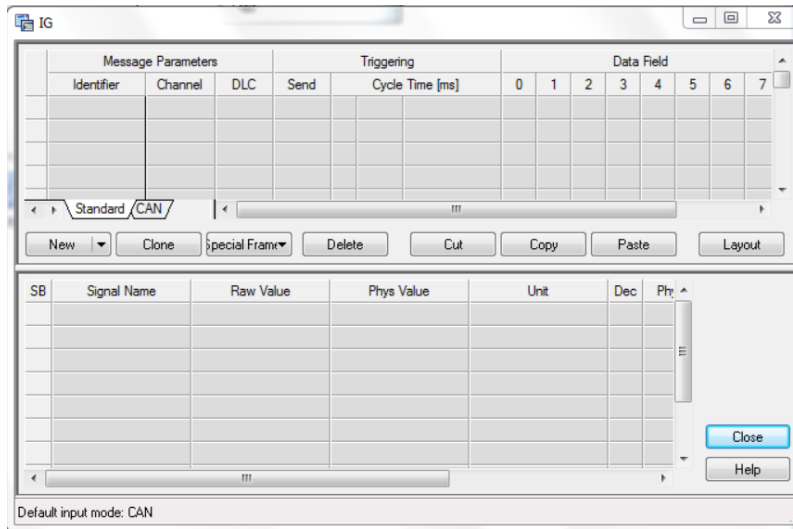 IG
Message Parameters Triggering Data Field
Identifier Channel DLC Send Cycle Time [ms] 0 1 2 3 4 5 6 7
Standard CAN
New Clone Special Frame Delete Cut Copy Paste Layout
SB Signal Name Raw Value Phys Value Unit Dec Phy
Close
Help
Default input mode: CAN